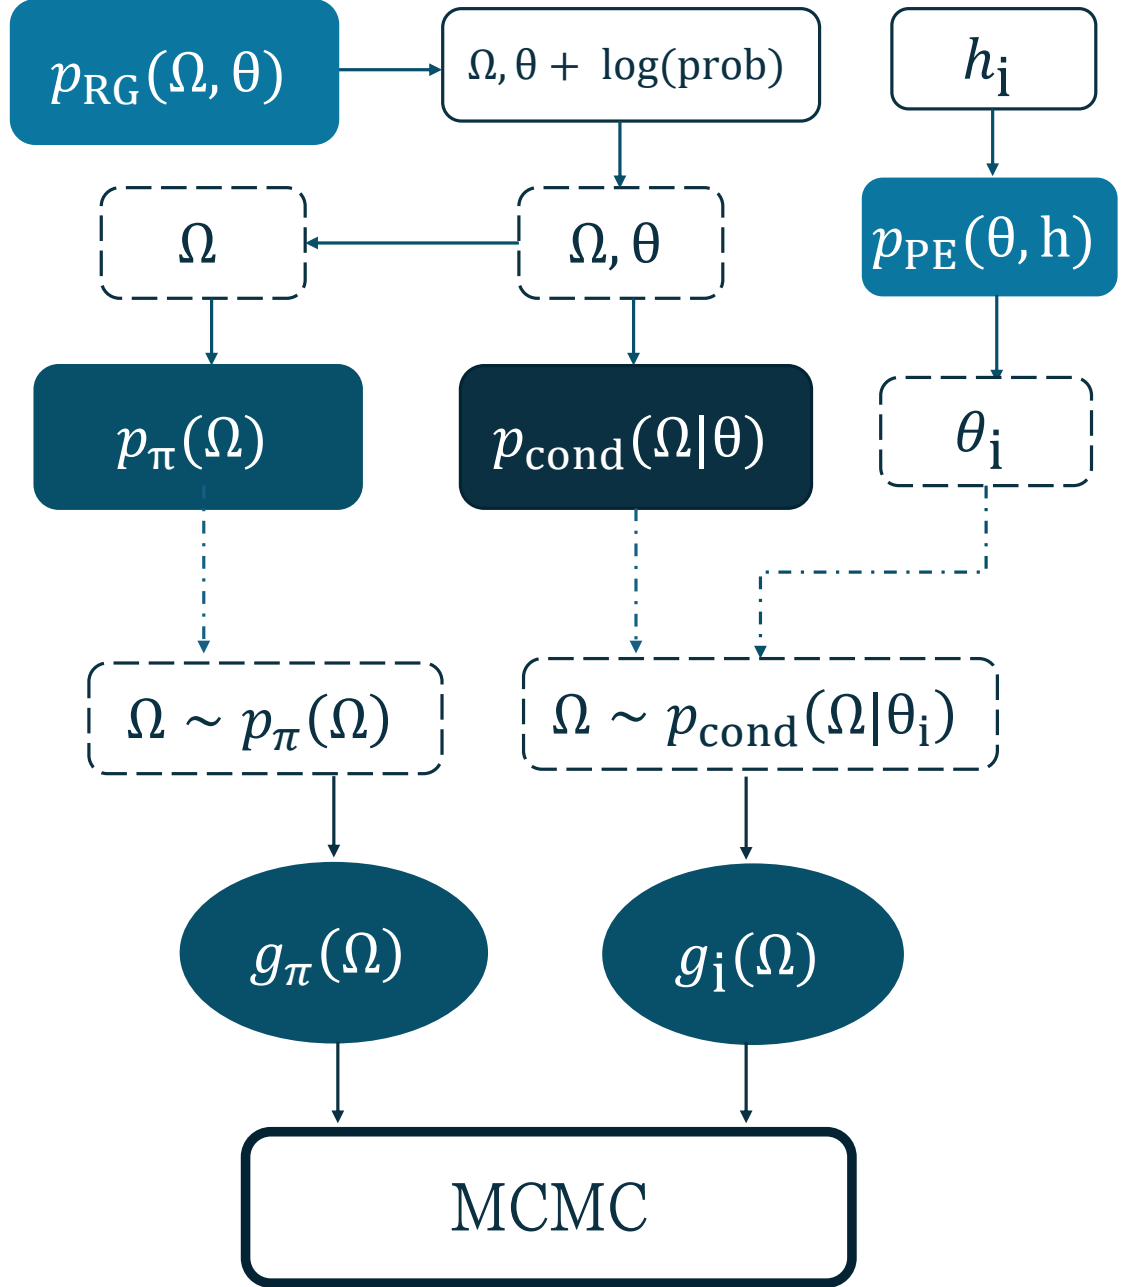 p_RG(Ω, θ)
Ω, θ + log(prob)
h_i
Ω
Ω, θ
p_PE(θ, h)
p_π(Ω)
p_cond(Ω|θ)
θ_i
Ω ~ p_π(Ω)
Ω ~ p_cond(Ω|θ_i)
g_π(Ω)
g_i(Ω)
MCMC